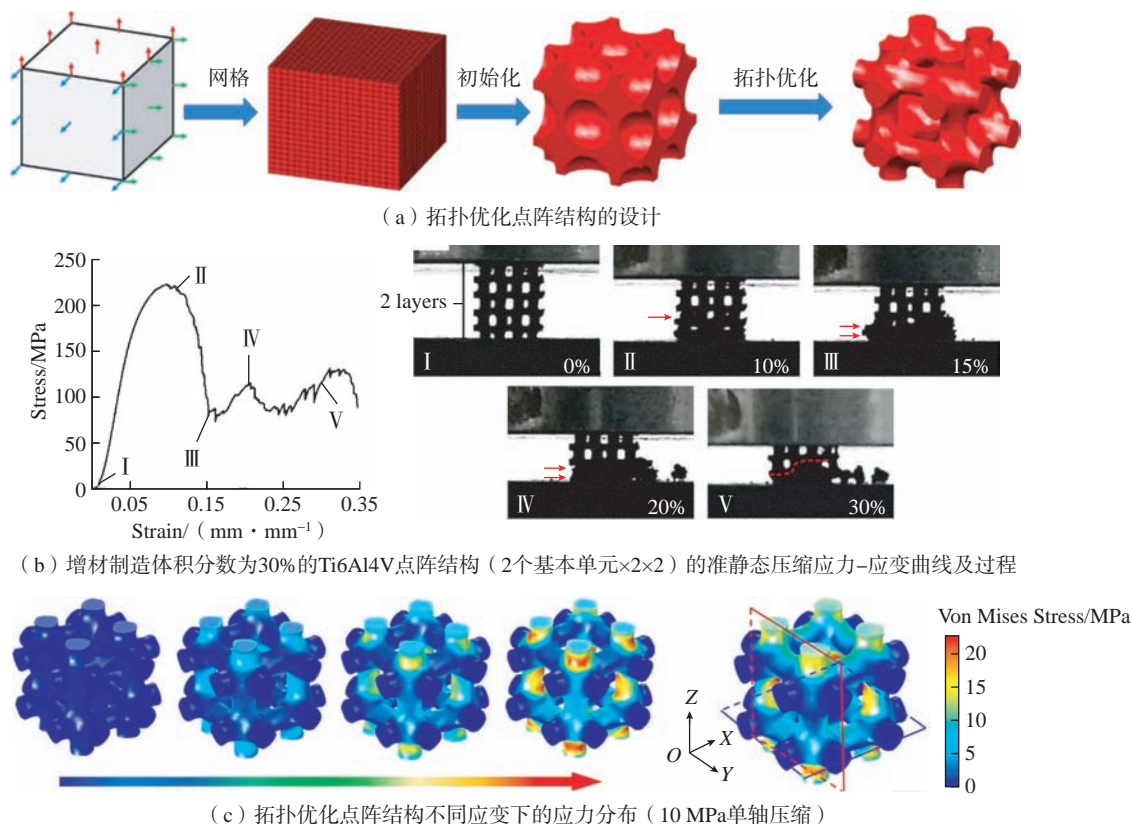 网格
初始化
拓扑优化
（a）拓扑优化点阵结构的设计
250
200
150
100
50
0
0.05
0.15
0.25
0.35
Stress/MPa
Strain/（mm·mm⁻¹）
Ⅰ
Ⅱ
Ⅲ
Ⅳ
Ⅴ
2 layers
Ⅰ 0%
Ⅱ 10%
Ⅲ 15%
Ⅳ 20%
Ⅴ 30%
（b）增材制造体积分数为30%的Ti6Al4V点阵结构（2个基本单元×2×2）的准静态压缩应力–应变曲线及过程
Von Mises Stress/MPa
20
15
10
5
0
Z
X
O
Y
（c）拓扑优化点阵结构不同应变下的应力分布（10 MPa单轴压缩）